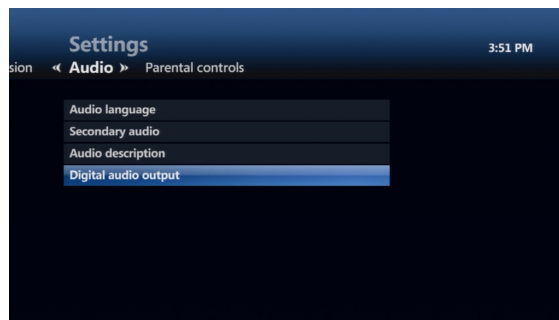 Settings
3:51 PM
sion « Audio » Parental controls
Audio language
Secondary audio
Audio description
Digital audio output